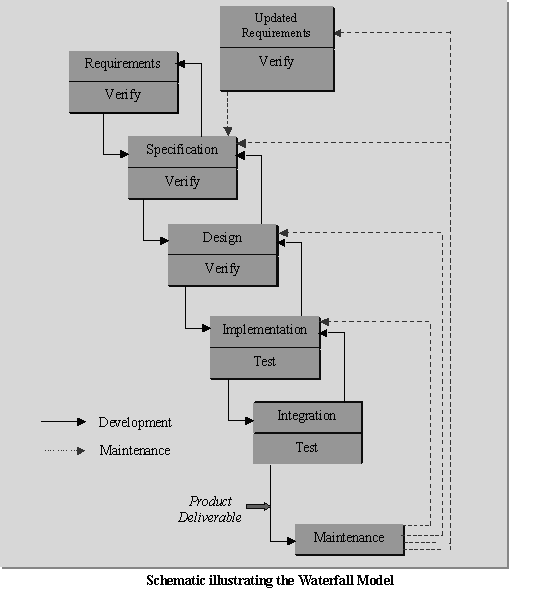 Updated
Requirements
Verify
Requirements
Verify
Specification
Verify
Design
Verify
Implementation
Test
Integration
Test
Development
Maintenance
Product
Deliverable
Maintenance
Schematic illustrating the Waterfall Model